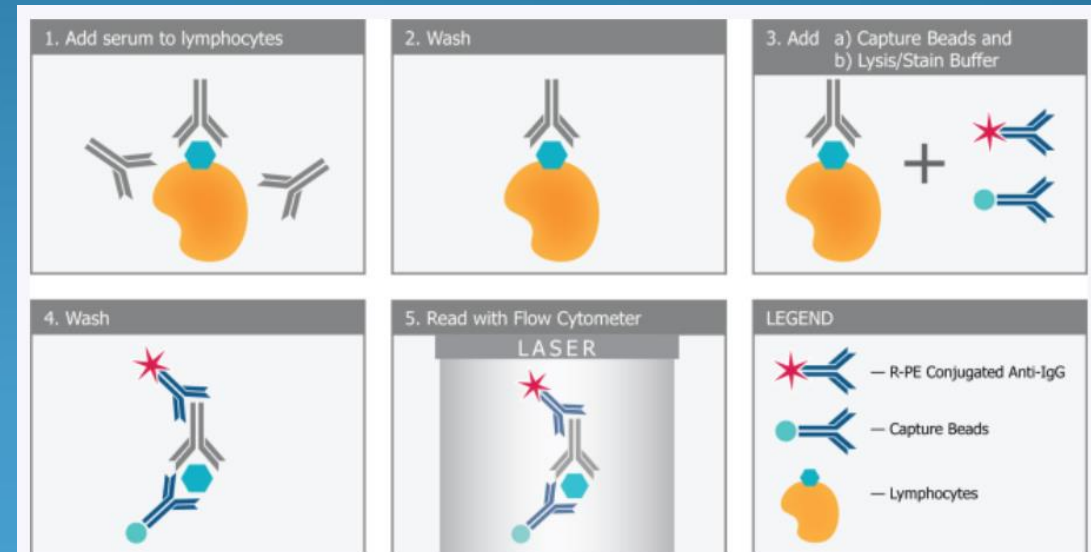 1. Add serum to lymphocytes
2. Wash
3. Add a) Capture Beads and
b) Lysis/Stain Buffer
4. Wash
5. Read with Flow Cytometer
LASER
LEGEND
— R-PE Conjugated Anti-IgG
— Capture Beads
— Lymphocytes